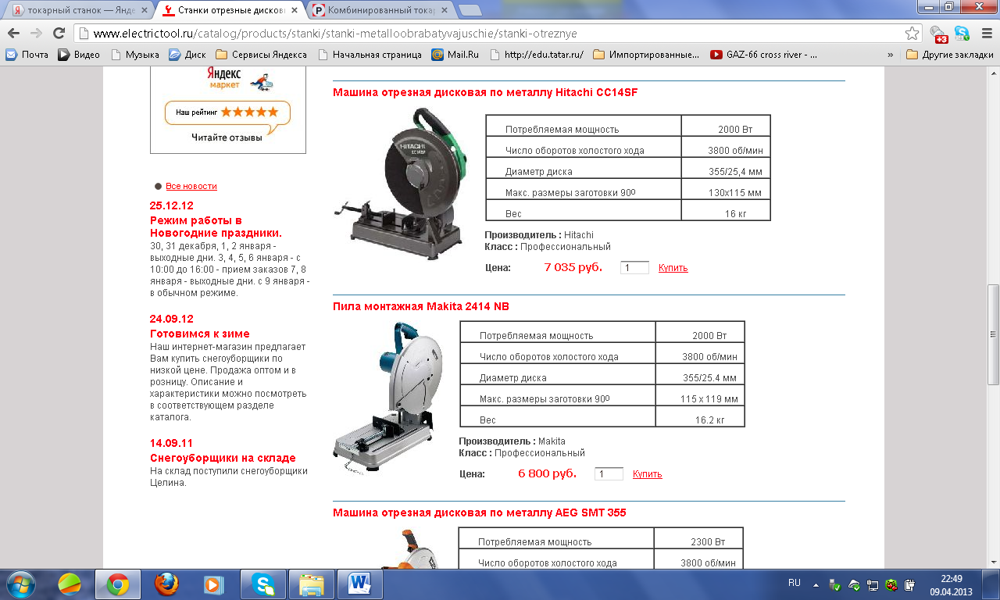 токарный станок — Янде
Станки отрезные дисков
Комбинированный токар
www.electrictool.ru/catalog/products/stanki/stanki-metalloobrabatyvajuschie/stanki-otreznye
+3
Почта
Видео
Музыка
Диск
Сервисы Яндекса
Начальная страница
Mail.Ru
http://edu.tatar.ru/
Импортированные...
GAZ-66 cross river - ...
»
Другие закладки
Яндекс
маркет
Наш рейтинг
Читайте отзывы
Все новости
25.12.12
Режим работы в
Новогодние праздники.
30, 31 декабря, 1, 2 января -
выходные дни. 3, 4, 5, 6 января - с
10:00 до 16:00 - прием заказов 7, 8
января - выходные дни. с 9 января -
в обычном режиме.
24.09.12
Готовимся к зиме
Наш интернет-магазин предлагает
Вам купить снегоуборщики по
низкой цене. Продажа оптом и в
розницу. Описание и
характеристики можно посмотреть
в соответствующем разделе
каталога.
14.09.11
Снегоуборщики на складе
На склад поступили снегоуборщики
Целина.
Машина отрезная дисковая по металлу Hitachi CC14SF
HITACHI
CC14SF
Потребляемая мощность 2000 Вт
Число оборотов холостого хода 3800 об/мин
Диаметр диска 355/25,4 мм
Макс. размеры заготовки 90º 130x115 мм
Вес 16 кг
Производитель : Hitachi
Класс : Профессиональный
Цена: 7 035 руб. 1 Купить
Пила монтажная Makita 2414 NB
Потребляемая мощность 2000 Вт
Число оборотов холостого хода 3800 об/мин
Диаметр диска 355/25.4 мм
Макс. размеры заготовки 90º 115 x 119 мм
Вес 16.2 кг
Производитель : Makita
Класс : Профессиональный
Цена: 6 800 руб. 1 Купить
Машина отрезная дисковая по металлу AEG SMT 355
Потребляемая мощность 2300 Вт
Число оборотов холостого хода 3800 об/мин
RU
22:49
09.04.2013